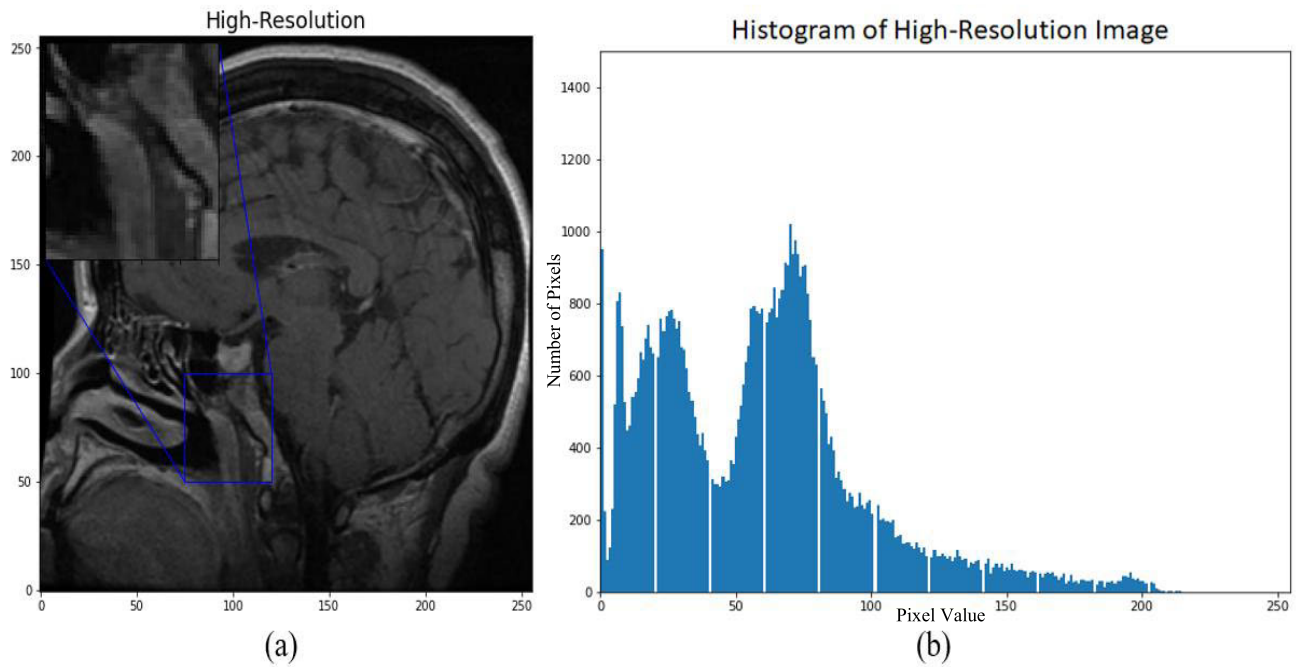 High-Resolution
250
200
150
100
50
0
0 50 100 150 200 250
(a)
Histogram of High-Resolution Image
1400
1200
1000
800
600
400
200
0
Number of Pixels
0 50 100 150 200 250
Pixel Value
(b)